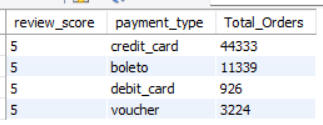 review_score payment_type Total_Orders
5 credit_card 44333
5 boleto 11339
5 debit_card 926
5 voucher 3224